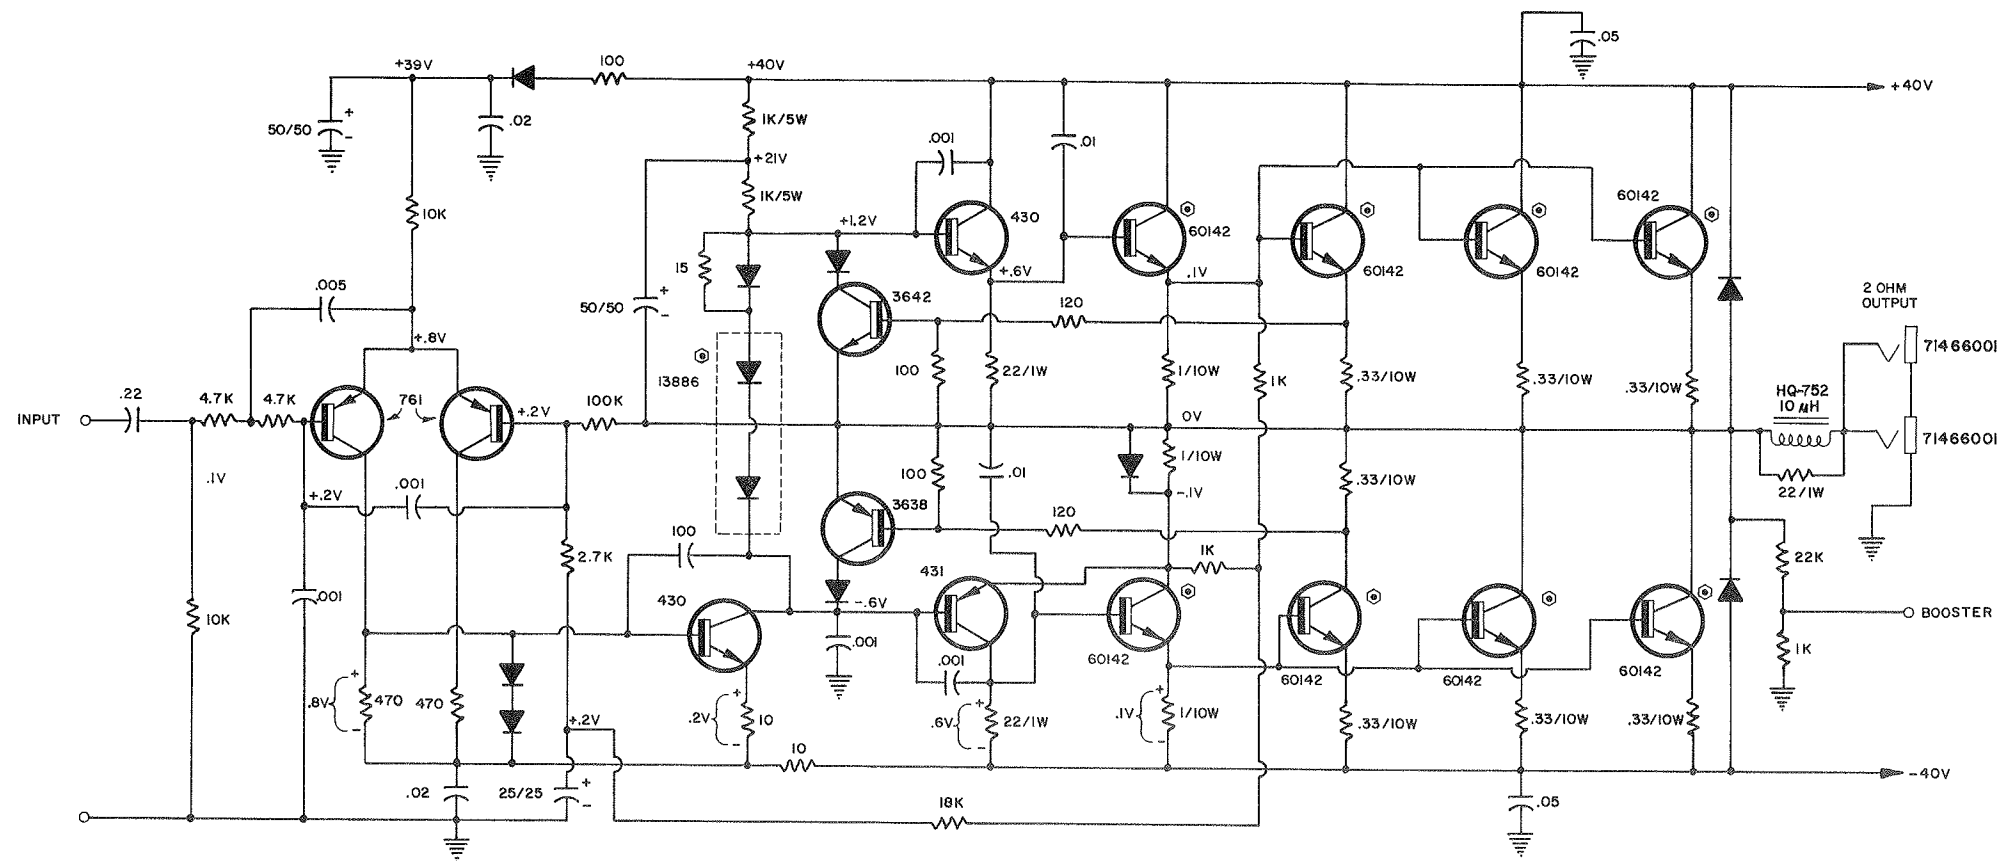 .05
+39V
100
+40V
+40V
50/50
+
-
.02
1K/5W
.001
.01
+21V
1K/5W
10K
60142
430
+1.2V
60142
60142
60142
15
+.6V
.1V
.005
3642
50/50
+
-
120
2 OHM
OUTPUT
+.8V
71466001
13886
100
22/1W
1/10W
1K
.33/10W
.33/10W
.33/10W
HQ-752
10 µH
.22
4.7K
4.7K
761
+.2V
100K
0V
INPUT
71466001
1/10W
.1V
100
.01
.33/10W
+.2V
.001
-.1V
22/1W
3638
120
100
2.7K
1K
22K
431
.001
430
-.6V
BOOSTER
10K
.001
60142
1K
.001
60142
60142
60142
.8V
+
-
470
470
+.2V
.2V
+
-
10
.6V
+
-
22/1W
.1V
+
-
1/10W
.33/10W
.33/10W
.33/10W
10
-40V
.02
25/25
+
-
18K
.05